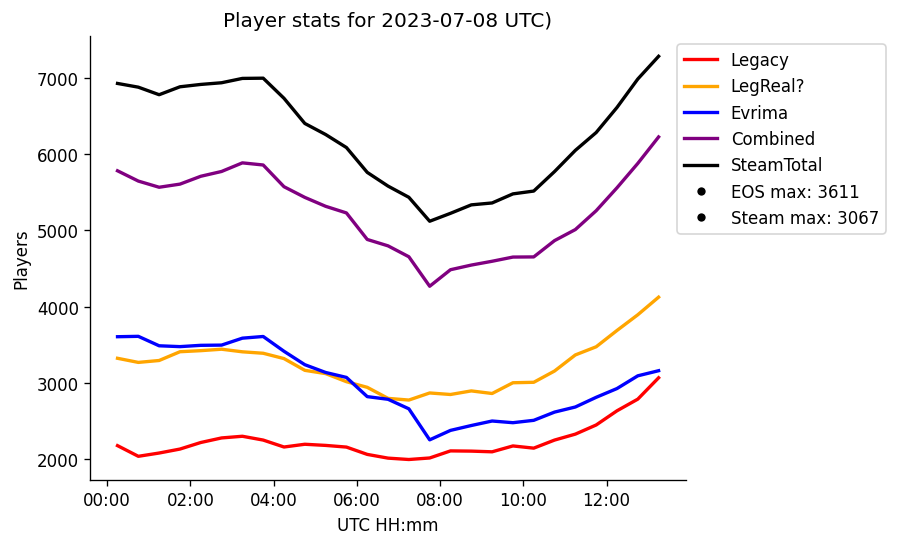 Player stats for 2023-07-08 UTC)
Legacy
LegReal?
Evrima
Combined
SteamTotal
EOS max: 3611
Steam max: 3067
Players
7000
6000
5000
4000
3000
2000
00:00 02:00 04:00 06:00 08:00 10:00 12:00
UTC HH:mm